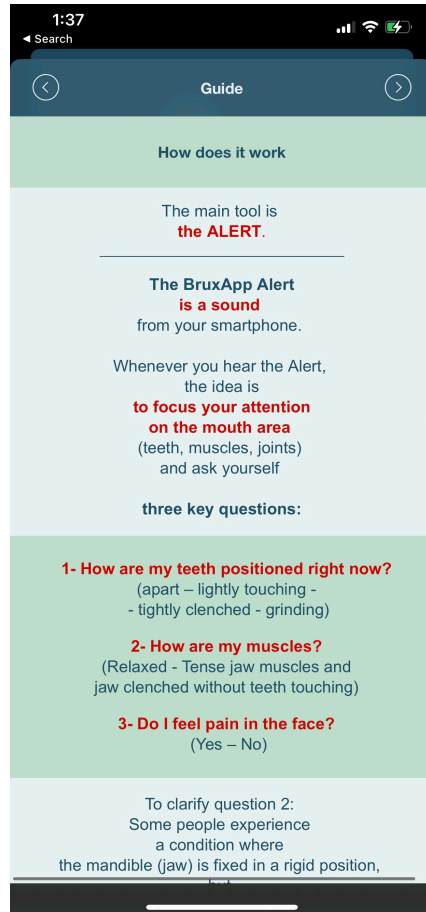 1:37
◄ Search
Guide
How does it work
The main tool is
the ALERT.
The BruxApp Alert
is a sound
from your smartphone.
Whenever you hear the Alert,
the idea is
to focus your attention
on the mouth area
(teeth, muscles, joints)
and ask yourself
three key questions:
1- How are my teeth positioned right now?
(apart – lightly touching -
- tightly clenched - grinding)
2- How are my muscles?
(Relaxed - Tense jaw muscles and
jaw clenched without teeth touching)
3- Do I feel pain in the face?
(Yes – No)
To clarify question 2:
Some people experience
a condition where
the mandible (jaw) is fixed in a rigid position,